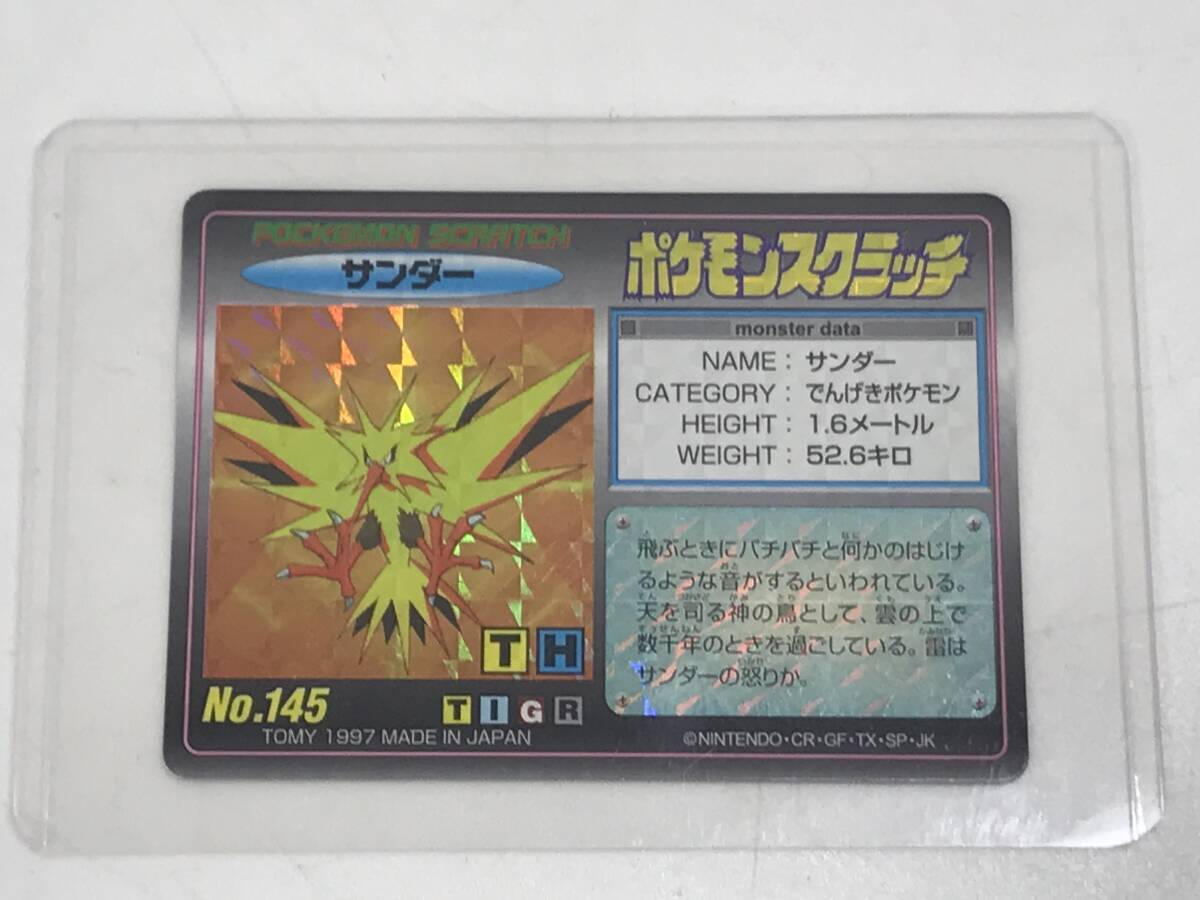 POCKEMON SCRATCH
サンダー
T H
No.145
T I G R
TOMY 1997 MADE IN JAPAN
ポケモンスクラッチ
monster data
NAME : サンダー
CATEGORY : でんげきポケモン
HEIGHT : 1.6メートル
WEIGHT : 52.6キロ
飛ぶときにバチバチと何かのはじけ
るような音がするといわれている。
天を司る神の鳥として、雲の上で
数千年のときを過ごしている。雷は
サンダーの怒りか。
©NINTENDO・CR・GF・TX・SP・JK